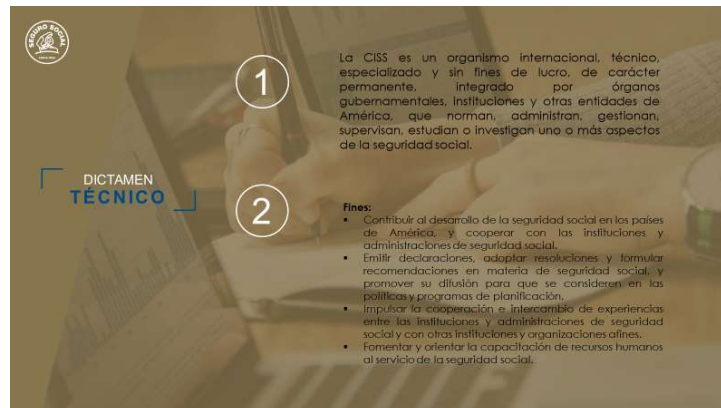 SEGURO SOCIAL
COSTA RICA
1
La CISS es un organismo internacional, técnico,
especializado y sin fines de lucro, de carácter
permanente, integrado por órganos
gubernamentales, instituciones y otras entidades de
América, que norman, administran, gestionan,
supervisan, estudian o investigan uno o más aspectos
de la seguridad social.
DICTAMEN
TÉCNICO
2
Fines:
▪ Contribuir al desarrollo de la seguridad social en los países
de América, y cooperar con las instituciones y
administraciones de seguridad social.
▪ Emitir declaraciones, adoptar resoluciones y formular
recomendaciones en materia de seguridad social, y
promover su difusión para que se consideren en las
políticas y programas de planificación.
▪ Impulsar la cooperación e intercambio de experiencias
entre las instituciones y administraciones de seguridad
social y con otras instituciones y organizaciones afines.
▪ Fomentar y orientar la capacitación de recursos humanos
al servicio de la seguridad social.